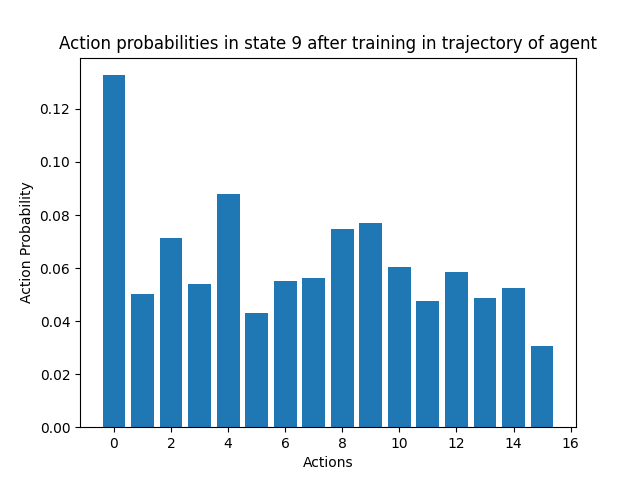 Action probabilities in state 9 after training in trajectory of agent
0.12
0.10
0.08
0.06
0.04
0.02
0.00
Action Probability
0 2 4 6 8 10 12 14 16
Actions